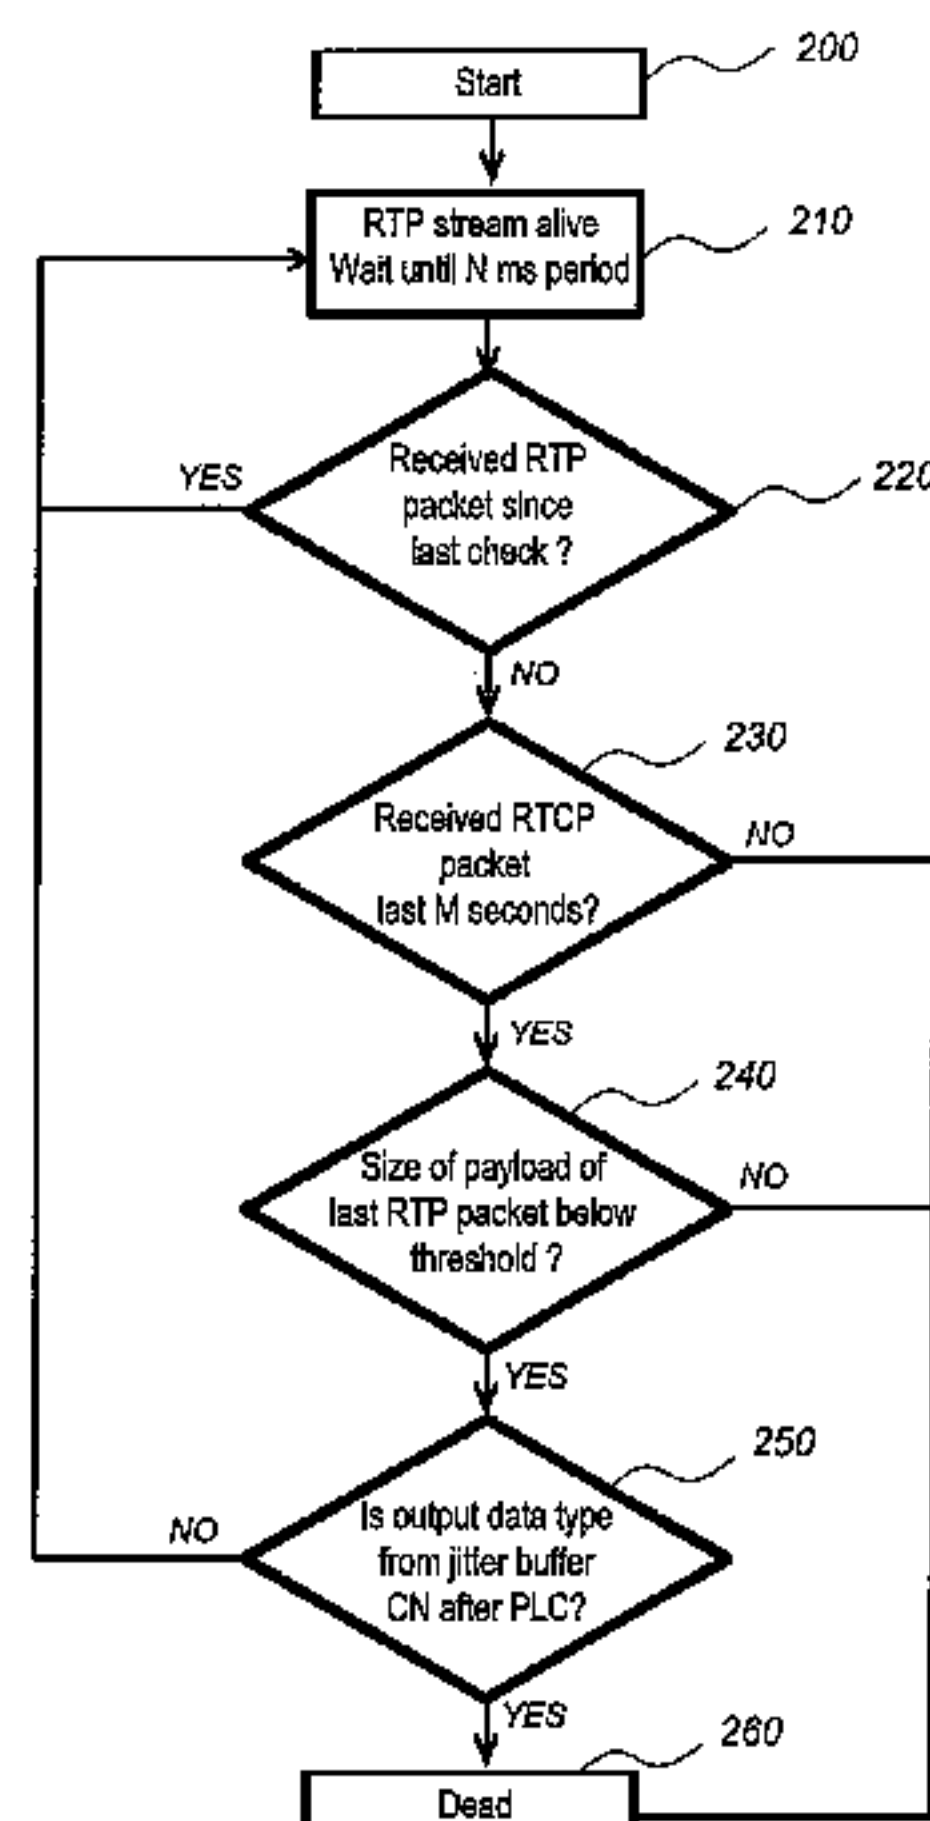 200
Start
210
RTP stream alive
Wait until N ms period
YES
Received RTP
packet since
last check ?
220
NO
230
Received RTCP
packet
last M seconds?
NO
YES
240
Size of payload of
last RTP packet below
threshold ?
NO
YES
250
Is output data type
from jitter buffer
CN after PLC?
NO
YES
260
Dead